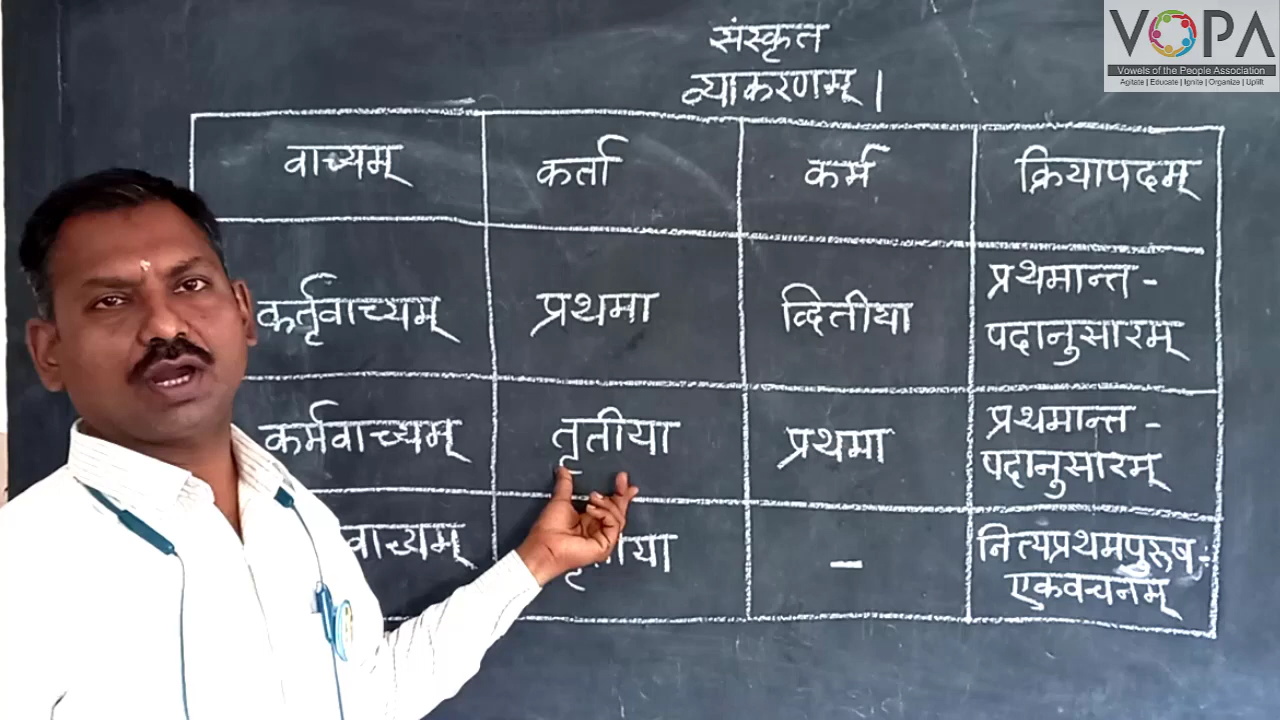 VOPA
Vowels of the People Association
Agitate | Educate | Ignite | Organize | Uplift
संस्कृत
व्याकरणम् ।
वाच्यम् कर्ता कर्म क्रियापदम्
कर्तृवाच्यम् प्रथमा द्वितीया प्रथमान्त -
पदानुसारम्
कर्मवाच्यम् तृतीया प्रथमा प्रथमान्त -
पदानुसारम्
वाच्यम् - नित्यप्रथमपुरूष -
एकवचनम्